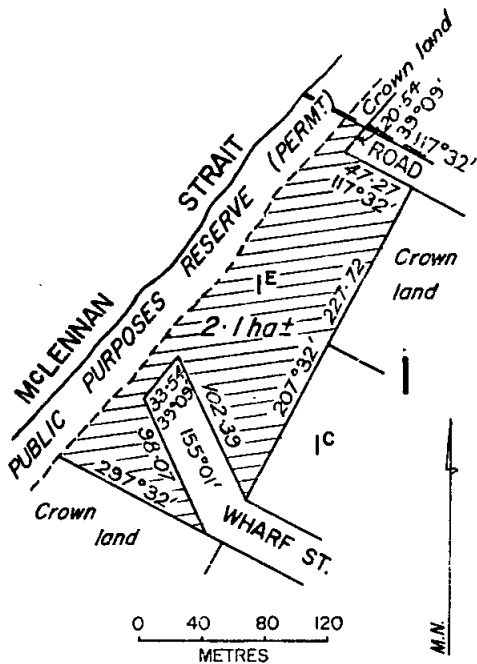 Crown land
20·54
39°09'
117°32'
ROAD
47·27
117°32'
STRAIT
McLENNAN
PUBLIC PURPOSES RESERVE (PERMT.)
Crown
land
1E
2·1ha±
227·72
207°32'
1
1C
33·54
39°09'
102·39
155°01'
98·07
297°32'
Crown
land
WHARF ST.
0 40 80 120
METRES
M.N.